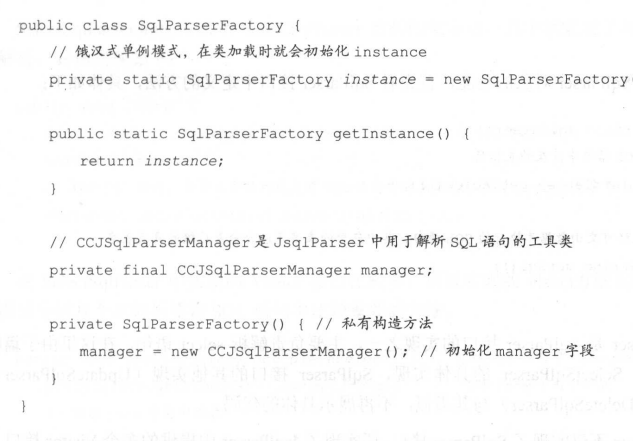 public class SqlParserFactory {
// 饿汉式单例模式，在类加载时就会初始化 instance
private static SqlParserFactory instance = new SqlParserFactory(
public static SqlParserFactory getInstance() {
return instance;
}
// CCJSqlParserManager 是 JsqlParser 中用于解析 SQL 语句的工具类
private final CCJSqlParserManager manager;
private SqlParserFactory() { // 私有构造方法
manager = new CCJSqlParserManager(); // 初始化 manager 字段
}
}